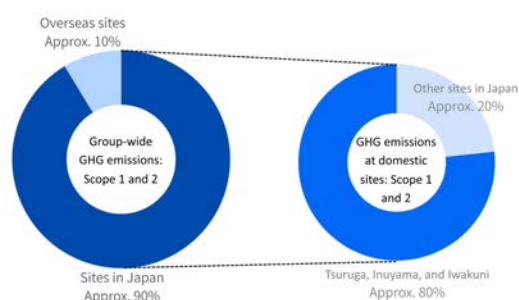 Overseas sites
Approx. 10%
Group-wide
GHG emissions:
Scope 1 and 2
Sites in Japan
Approx. 90%
Other sites in Japan
Approx. 20%
GHG emissions
at domestic
sites: Scope 1
and 2
Tsuruga, Inuyama, and Iwakuni
Approx. 80%